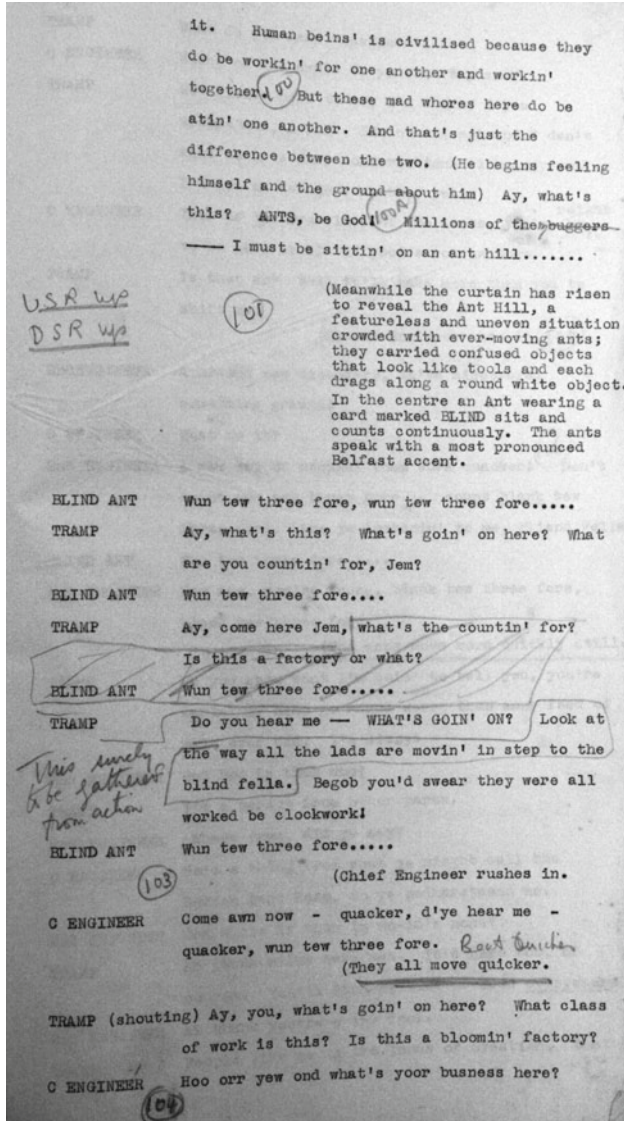 it. Human beins' is civilised because they
do be workin' for one another and workin'
together. 100 But these mad whores here do be
atin' one another. And that's just the
difference between the two. (He begins feeling
himself and the ground about him) Ay, what's
this? ANTS, be God! 100A Millions of the buggers
—— I must be sittin' on an ant hill.......
USR up
DSR up
101
(Meanwhile the curtain has risen
to reveal the Ant Hill, a
featureless and uneven situation
crowded with ever-moving ants;
they carried confused objects
that look like tools and each
drags along a round white object.
In the centre an Ant wearing a
card marked BLIND sits and
counts continuously. The ants
speak with a most pronounced
Belfast accent.
BLIND ANT Wun tew three fore, wun tew three fore.....
TRAMP Ay, what's this? What's goin' on here? What
are you countin' for, Jem?
BLIND ANT Wun tew three fore....
TRAMP Ay, come here Jem, what's the countin' for?
Is this a factory or what?
BLIND ANT Wun tew three fore.....
TRAMP Do you hear me — WHAT'S GOIN' ON? Look at
the way all the lads are movin' in step to the
blind fella. Begob you'd swear they were all
worked be clockwork!
This surely
to be gathered
from action
BLIND ANT Wun tew three fore.....
103
(Chief Engineer rushes in.
C ENGINEER Come awn now - quacker, d'ye hear me -
quacker, wun tew three fore. Beat Quicker
(They all move quicker.
TRAMP (shouting) Ay, you, what's goin' on here? What class
of work is this? Is this a bloomin' factory?
C ENGINEER Hoo orr yew ond what's yoor busness here?
104